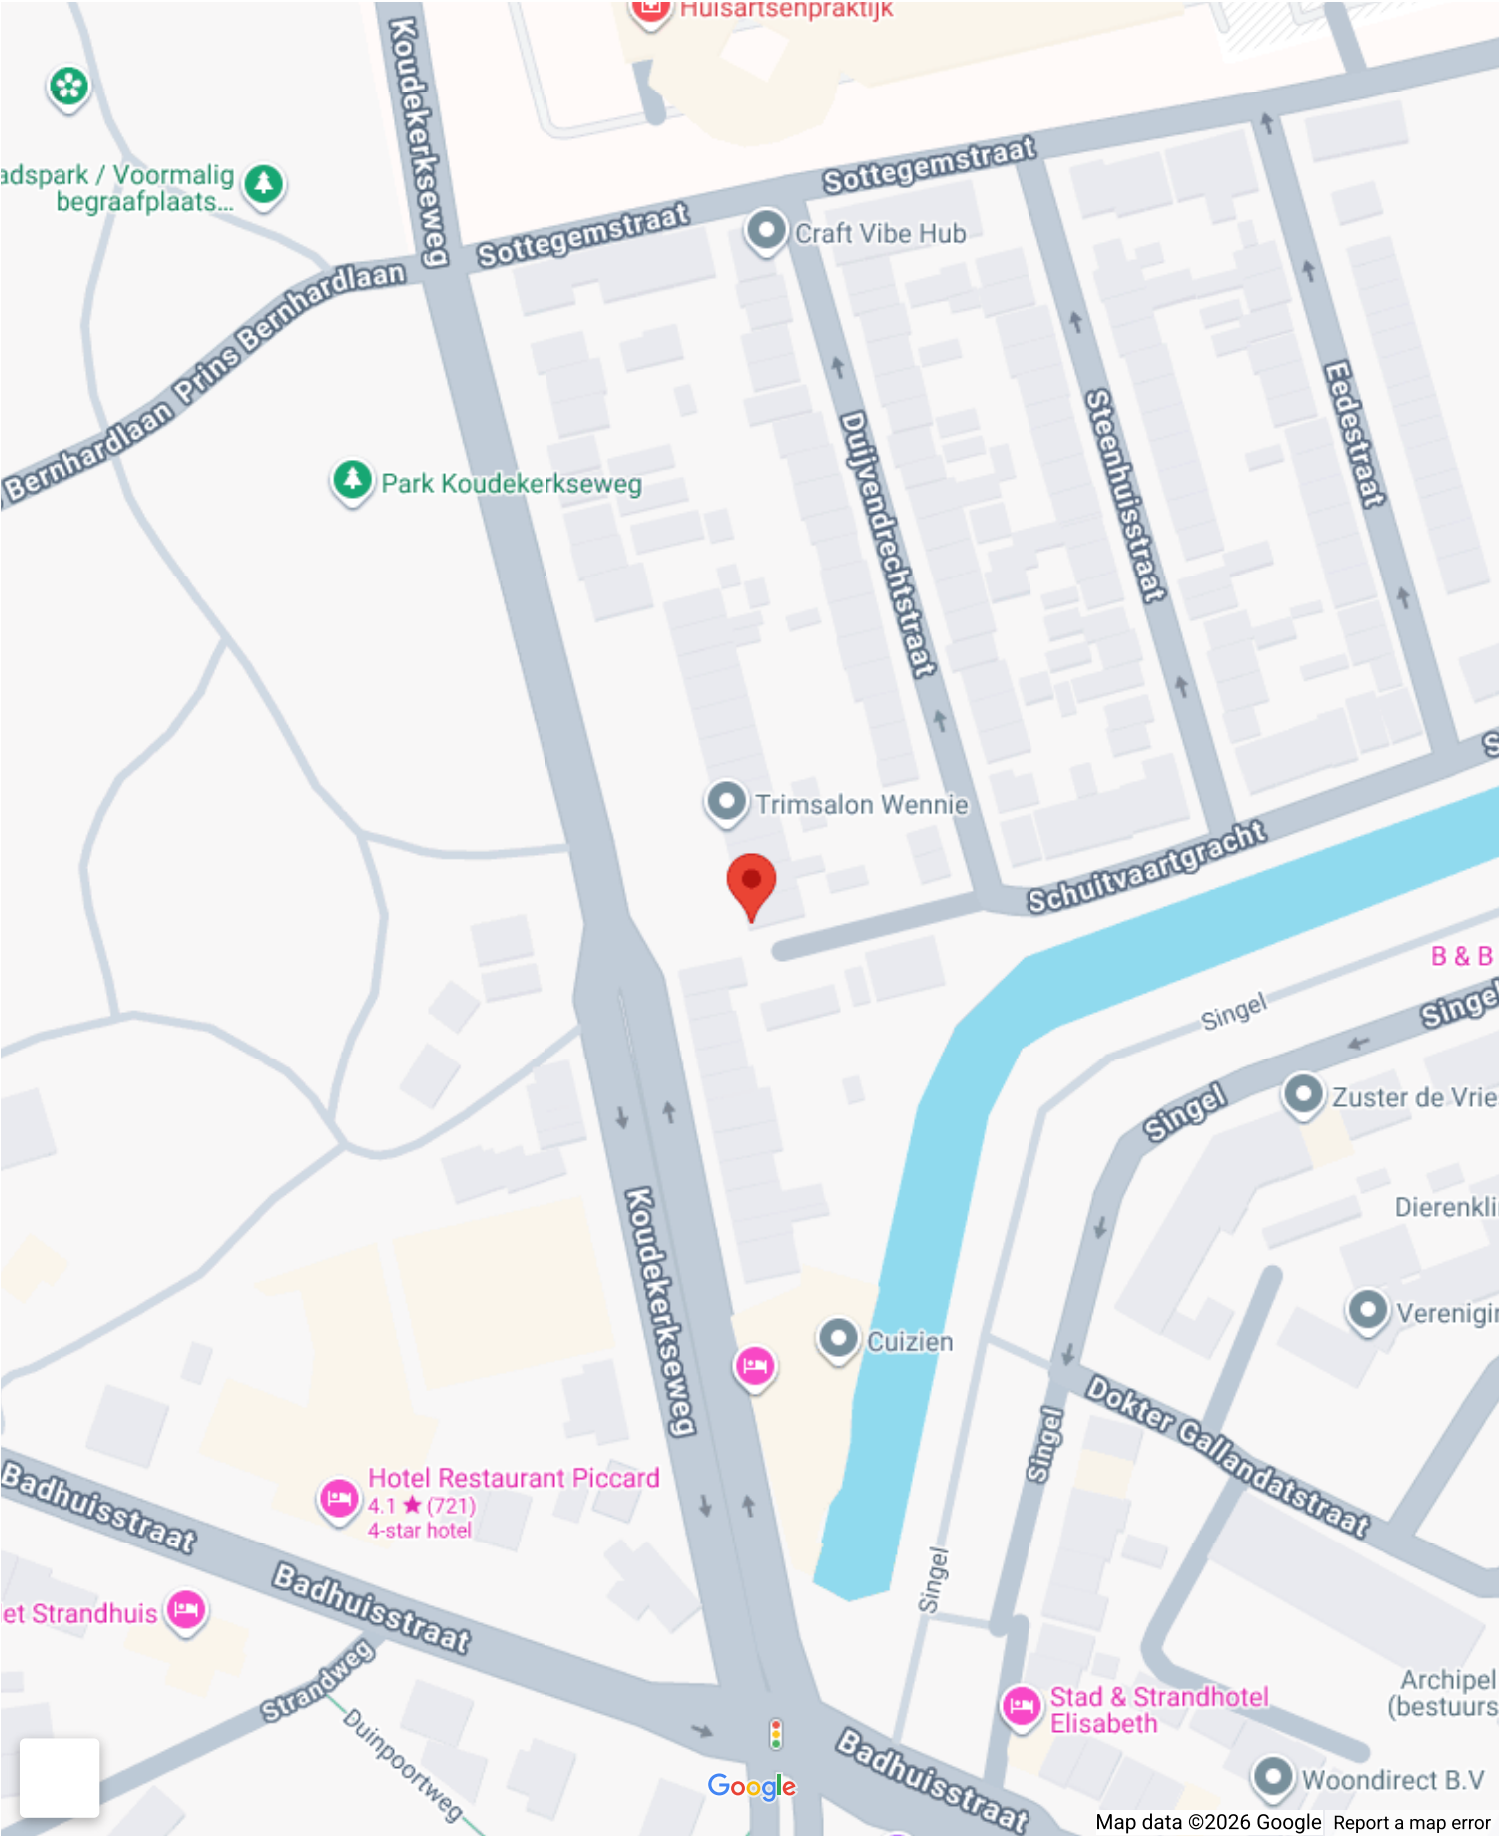 Huisartsenpraktijk
Koudekerkseweg
Sottegemstraat
adspark / Voormalig
begraafplaats...
Sottegemstraat
Craft Vibe Hub
Prins Bernhardlaan
Bernhardlaan
Park Koudekerkseweg
Duijvendrechtstraat
Steenhuisstraat
Eedestraat
S
Trimsalon Wennie
Schuitvaartgracht
B & B
Singel
Singel
Singel
Zuster de Vrie
Koudekerkseweg
Dierenkli
Verenigin
Cuizien
Dokter Gallandatstraat
Singel
Hotel Restaurant Piccard
4.1 ★ (721)
4-star hotel
Badhuisstraat
Badhuisstraat
Singel
et Strandhuis
Strandweg
Duinpoortweg
Stad & Strandhotel
Elisabeth
Archipel
(bestuurs
Badhuisstraat
Woondirect B.V
Google
Map data ©2026 Google
Report a map error